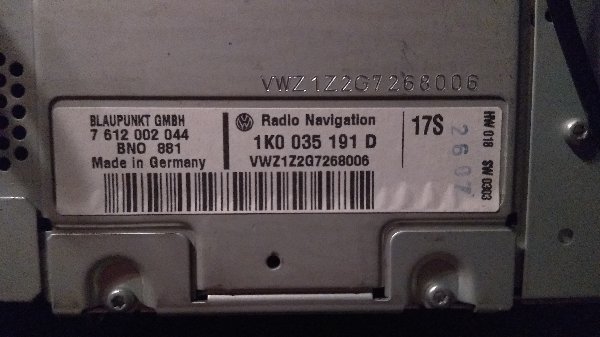 VWZ1Z2G7268006
BLAUPUNKT GMBH
7 612 002 044
BNO 881
Made in Germany
Radio Navigation
1K0 035 191 D
VWZ1Z2G7268006
17S
2607
HW 018 SW 0303